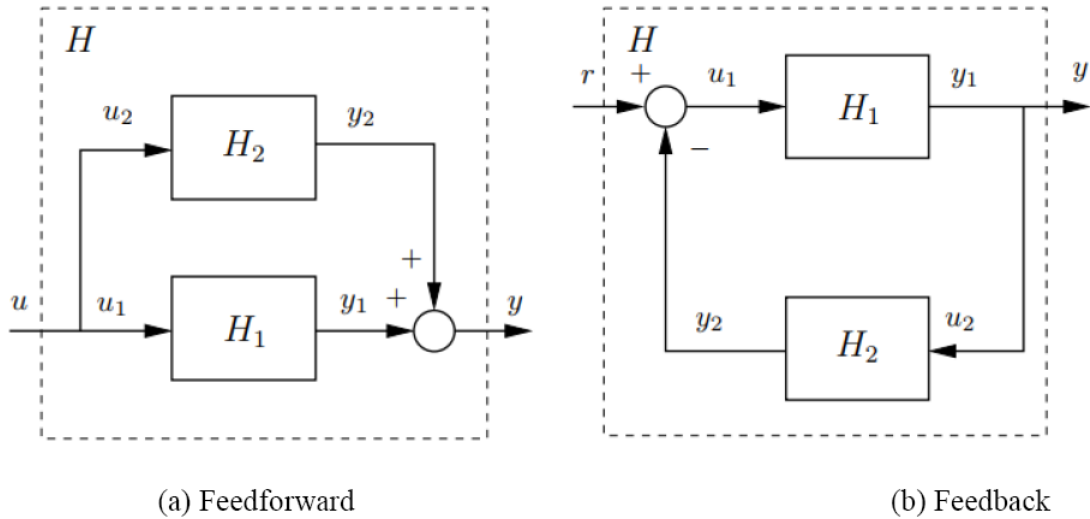 H
u₂ y₂
H₂
+
u u₁ y₁ + y
H₁
(a) Feedforward
H
r + u₁ y₁ y
H₁
−
y₂ u₂
H₂
(b) Feedback